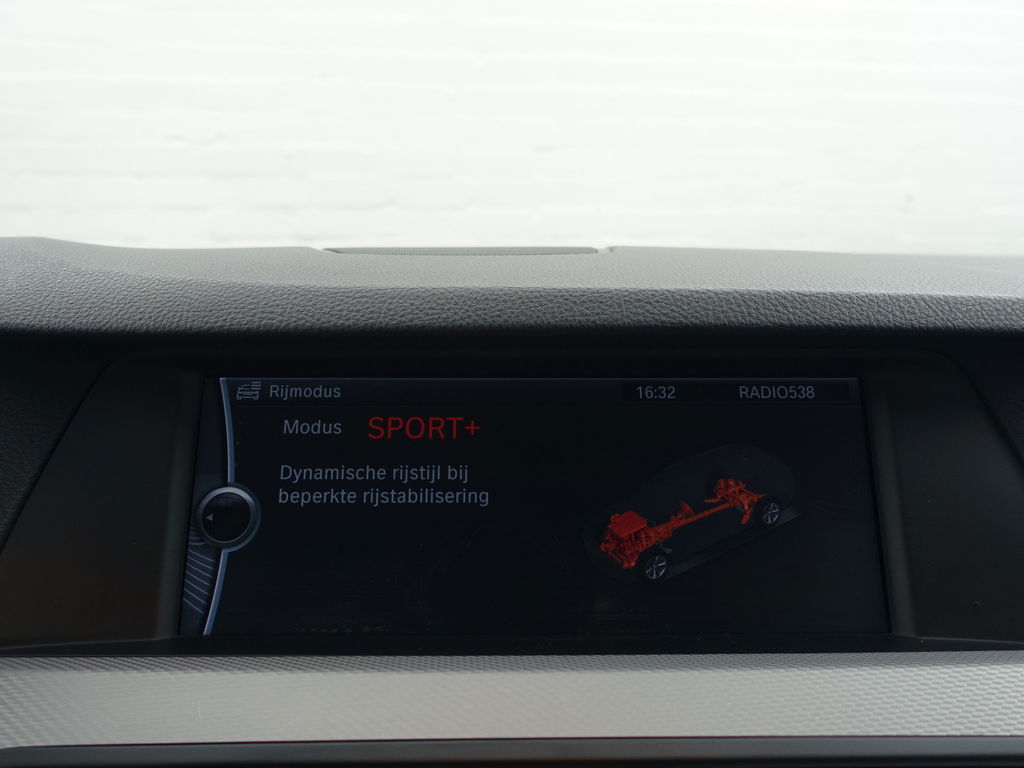 Rijmodus 16:32 RADIO538
Modus SPORT+
Dynamische rijstijl bij
beperkte rijstabilisering